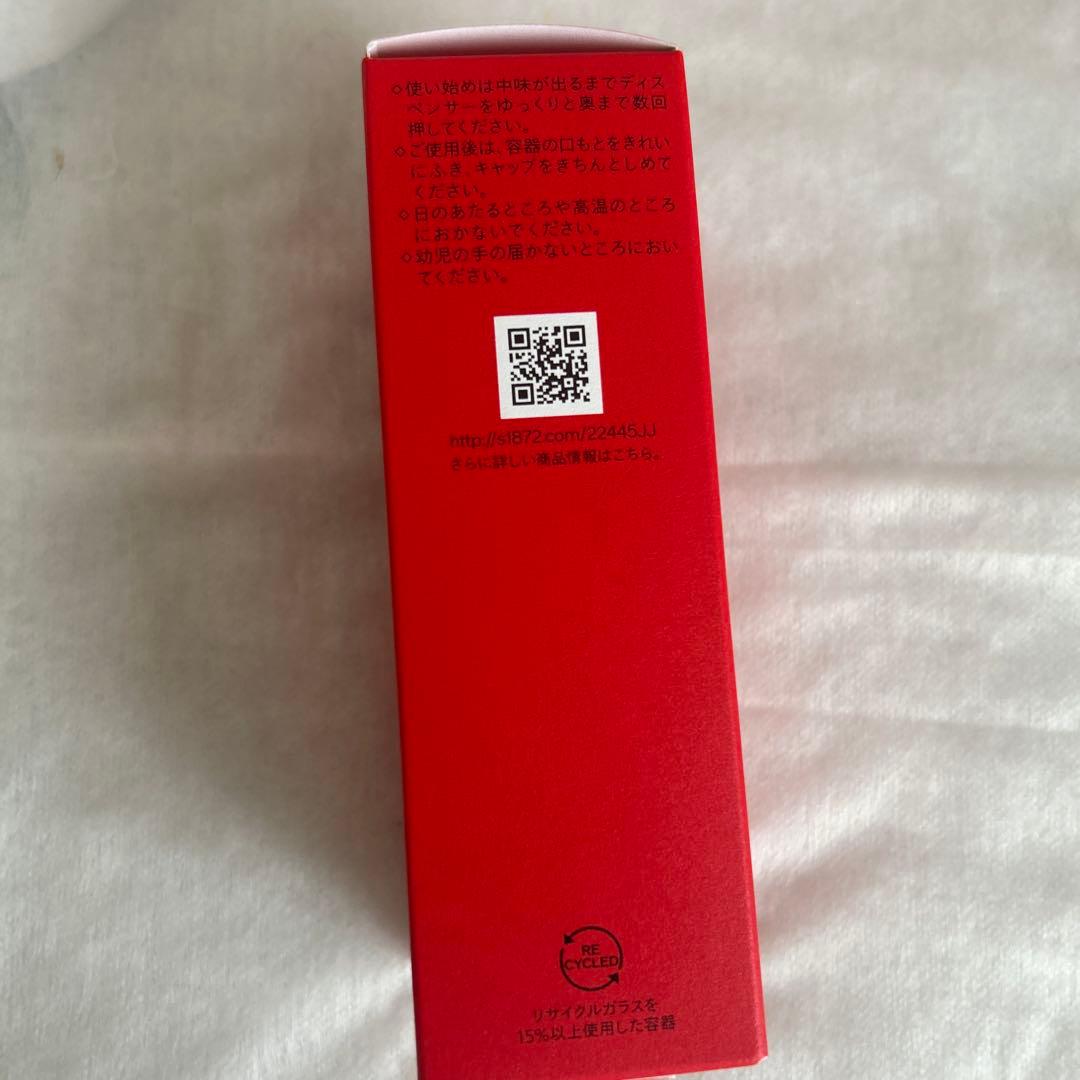 ◇使い始めは中味が出るまでディス
ペンサーをゆっくりと奥まで数回
押してください。
◇ご使用後は、容器の口もとをきれい
にふき、キャップをきちんとしめて
ください。
◇日のあたるところや高温のところ
におかないでください。
◇幼児の手の届かないところにおい
てください。
http://s1872.com/22445JJ
さらに詳しい商品情報はこちら。
RE
CYCLED
リサイクルガラスを
15%以上使用した容器